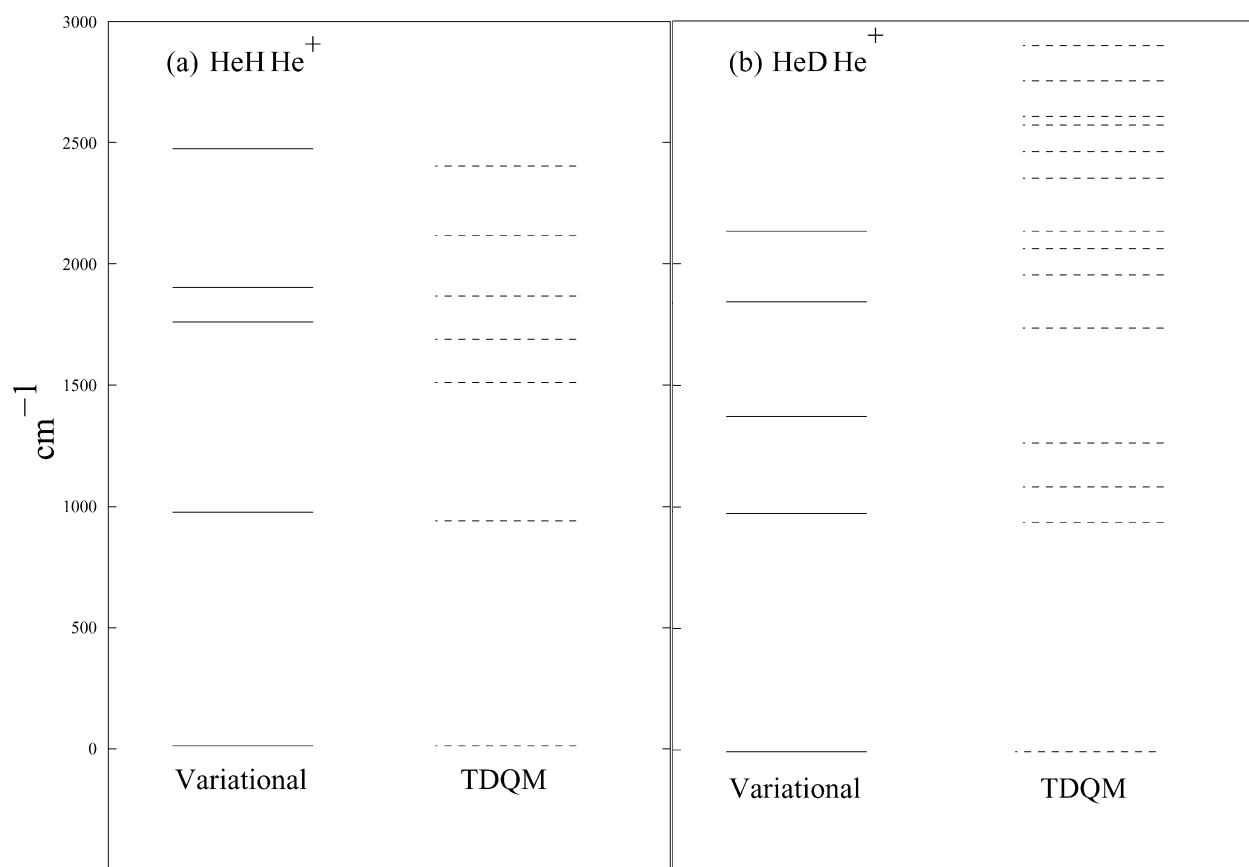 3000
(a) HeH He+
(b) HeD He+
2500
2000
1500
cm−1
1000
500
0
Variational
TDQM
Variational
TDQM